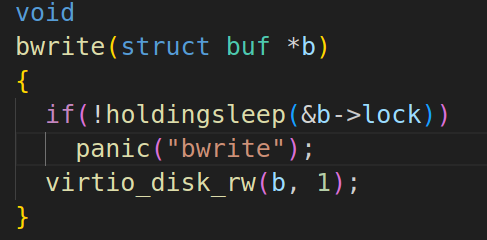 void
bwrite(struct buf *b)
{
  if(!holdingsleep(&b->lock))
    panic("bwrite");
  virtio_disk_rw(b, 1);
}